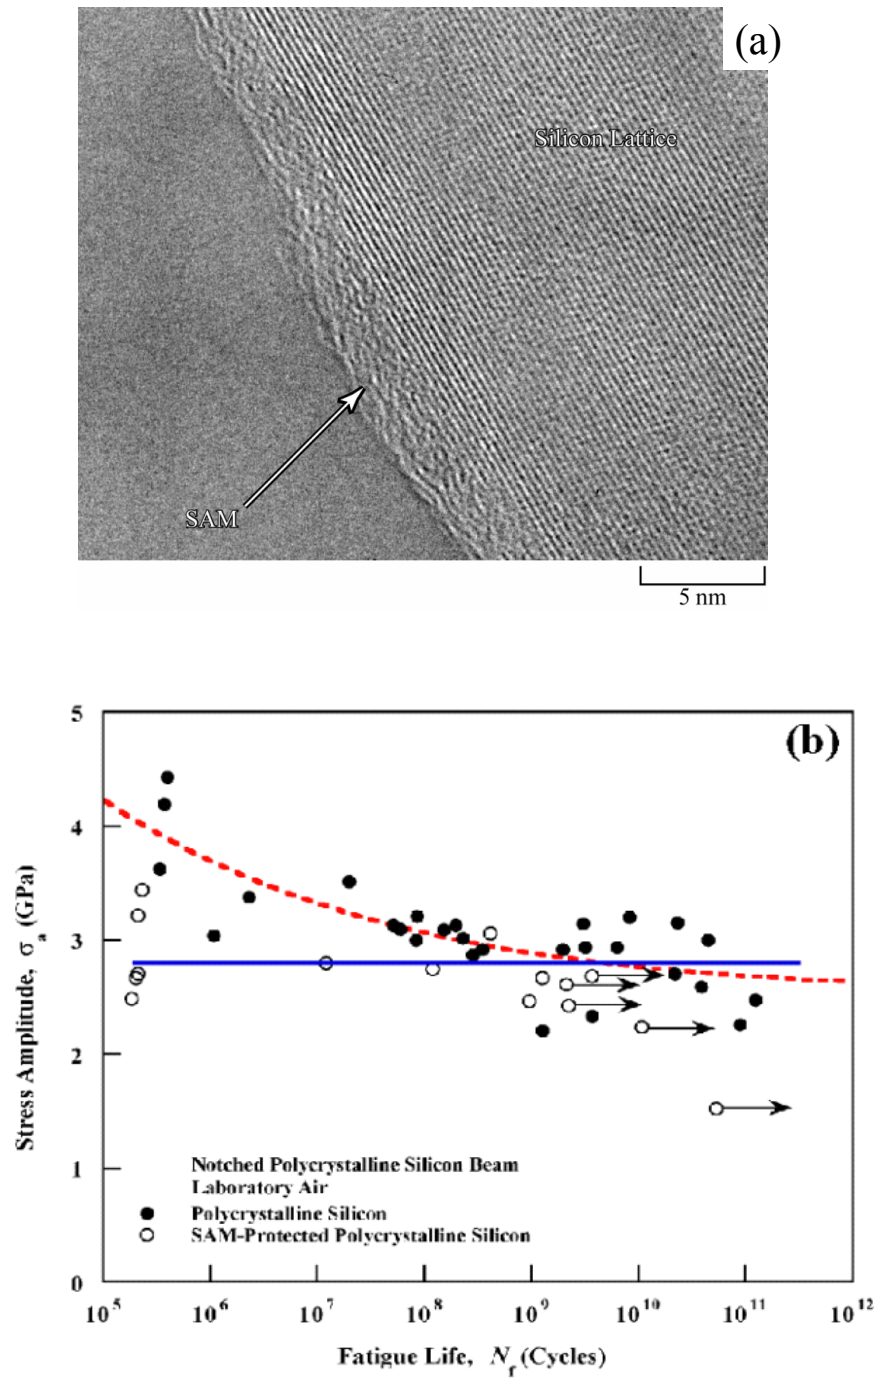 (a)
Silicon Lattice
SAM
5 nm
(b)
5
4
3
2
1
0
Stress Amplitude, σa (GPa)
Notched Polycrystalline Silicon Beam
Laboratory Air
Polycrystalline Silicon
SAM-Protected Polycrystalline Silicon
10^5 10^6 10^7 10^8 10^9 10^10 10^11 10^12
Fatigue Life, Nf (Cycles)